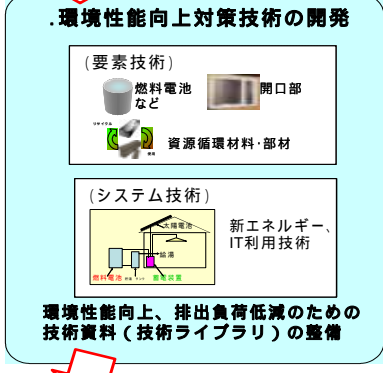 .環境性能向上対策技術の開発
(要素技術)
燃料電池
など
開口部
リサイクル
資源循環材料･部材
(システム技術)
太陽電池
給湯
燃料電池
蓄電装置
新エネルギー、
IT利用技術
環境性能向上、排出負荷低減のための
技術資料（技術ライブラリ）の整備